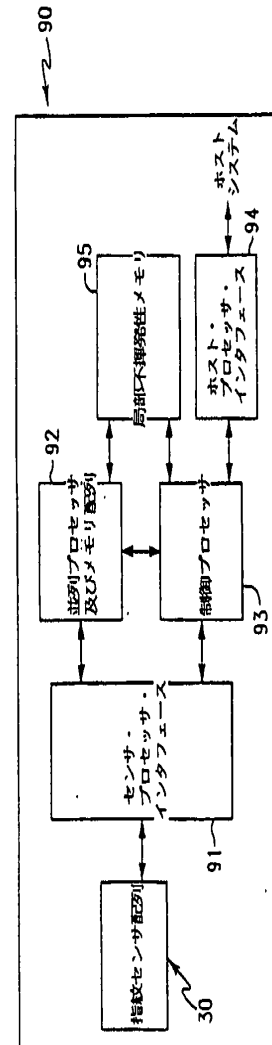 90
指紋センサ配列
30
センサ・
プロセッサ・
インタフェース
91
並列プロセッサ
及びメモリ配列
92
制御プロセッサ
93
局部不揮発性メモリ
95
ホスト・
プロセッサ・
インタフェース
94
ホスト
システム